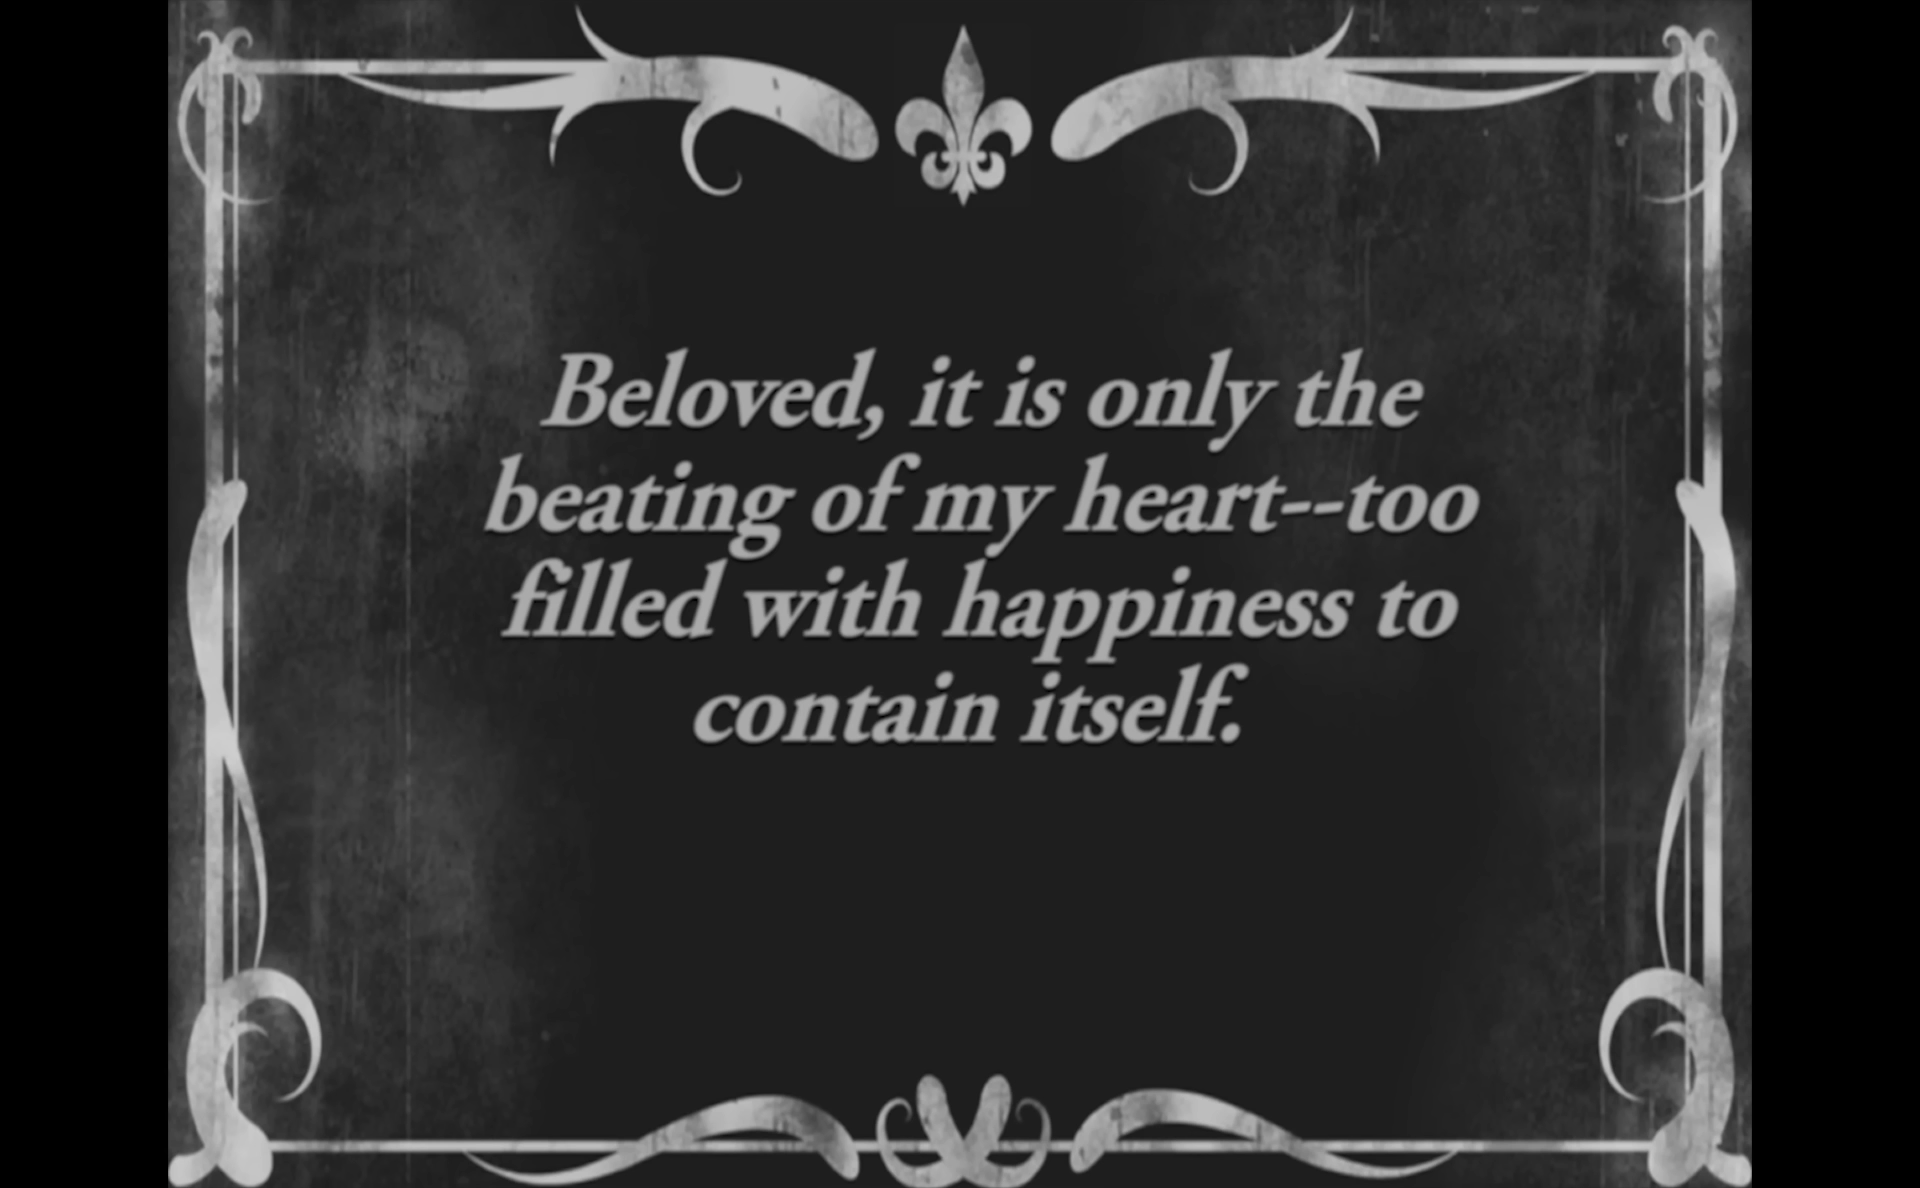 Beloved, it is only the
beating of my heart--too
filled with happiness to
contain itself.